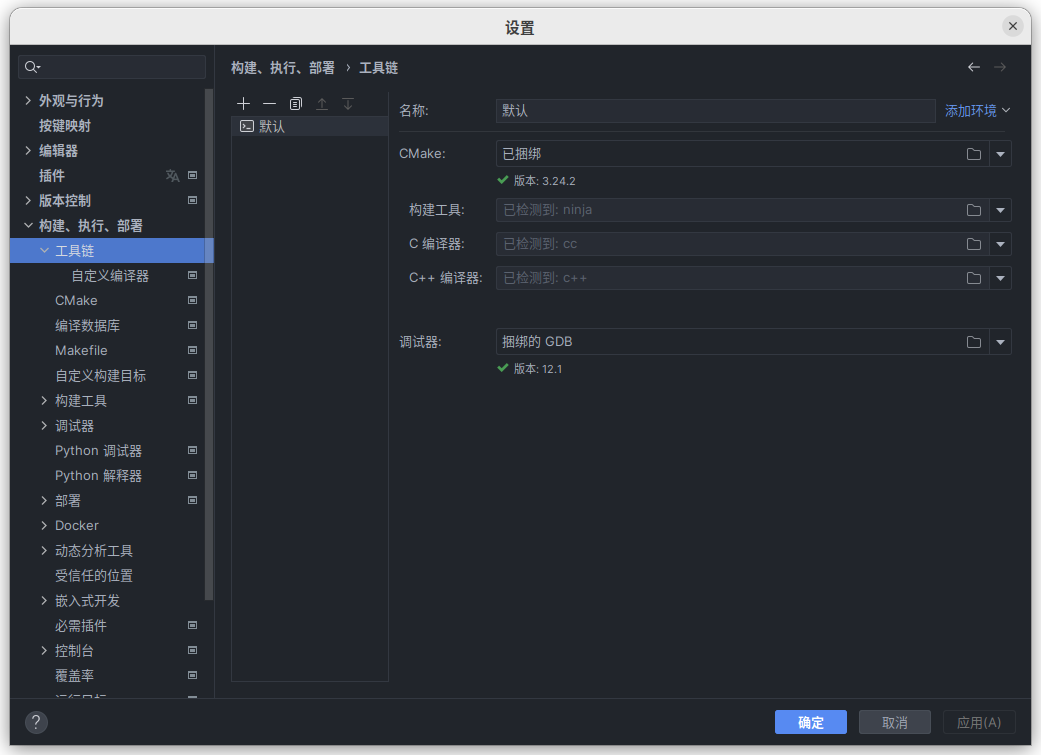 设置
构建、执行、部署 › 工具链
外观与行为
按键映射
编辑器
插件
版本控制
构建、执行、部署
工具链
自定义编译器
CMake
编译数据库
Makefile
自定义构建目标
构建工具
调试器
Python 调试器
Python 解释器
部署
Docker
动态分析工具
受信任的位置
嵌入式开发
必需插件
控制台
覆盖率
运行目标
默认
名称: 默认 添加环境
CMake: 已捆绑
版本: 3.24.2
构建工具: 已检测到: ninja
C 编译器: 已检测到: cc
C++ 编译器: 已检测到: c++
调试器: 捆绑的 GDB
版本: 12.1
?
确定 取消 应用(A)